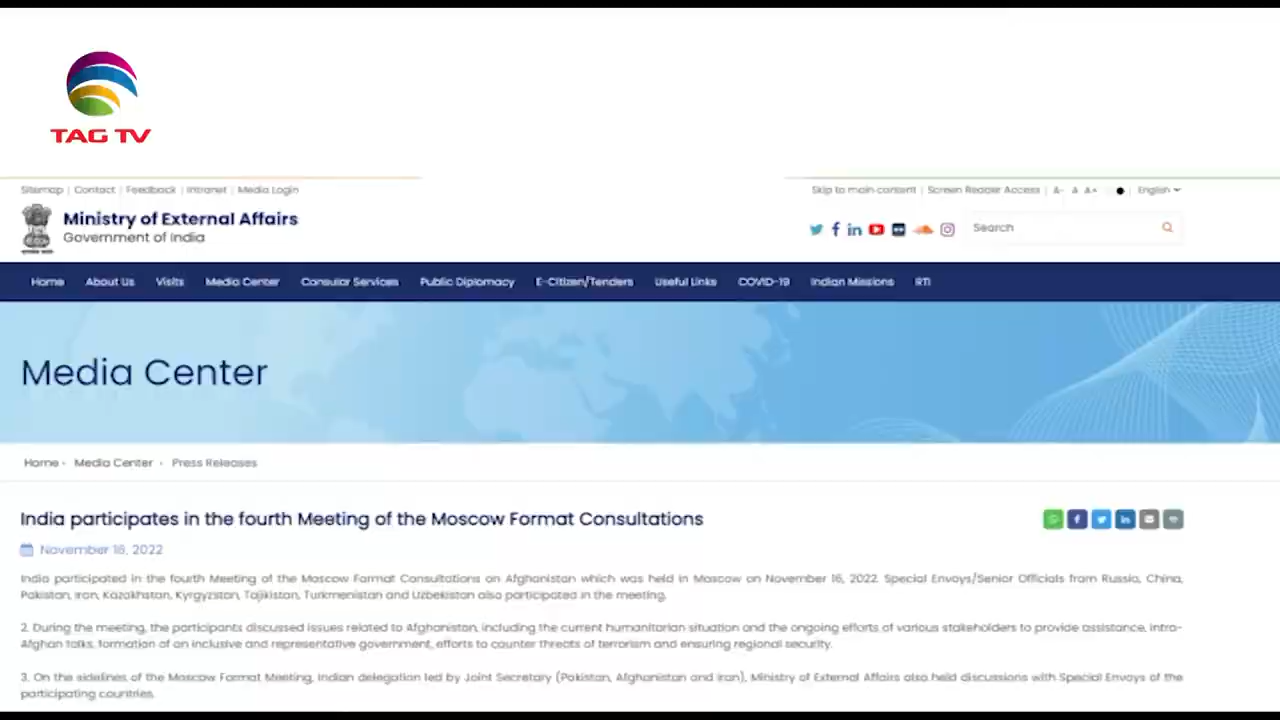 TAG TV
Sitemap | Contact | Feedback | Intranet | Media Login
Skip to main content | Screen Reader Access | A- A A+ | English
Ministry of External Affairs
Government of India
Search
Home About Us Visits Media Center Consular Services Public Diplomacy E-Citizen/Tenders Useful Links COVID-19 Indian Missions RTI
Media Center
Home › Media Center › Press Releases
India participates in the fourth Meeting of the Moscow Format Consultations
November 16, 2022
India participated in the fourth Meeting of the Moscow Format Consultations on Afghanistan which was held in Moscow on November 16, 2022. Special Envoys/Senior Officials from Russia, China,
Pakistan, Iran, Kazakhstan, Kyrgyzstan, Tajikistan, Turkmenistan and Uzbekistan also participated in the meeting.
2. During the meeting, the participants discussed issues related to Afghanistan, including the current humanitarian situation and the ongoing efforts of various stakeholders to provide assistance, intra-
Afghan talks, formation of an inclusive and representative government, efforts to counter threats of terrorism and ensuring regional security.
3. On the sidelines of the Moscow Format Meeting, Indian delegation led by Joint Secretary (Pakistan, Afghanistan and Iran), Ministry of External Affairs also held discussions with Special Envoys of the
participating countries.